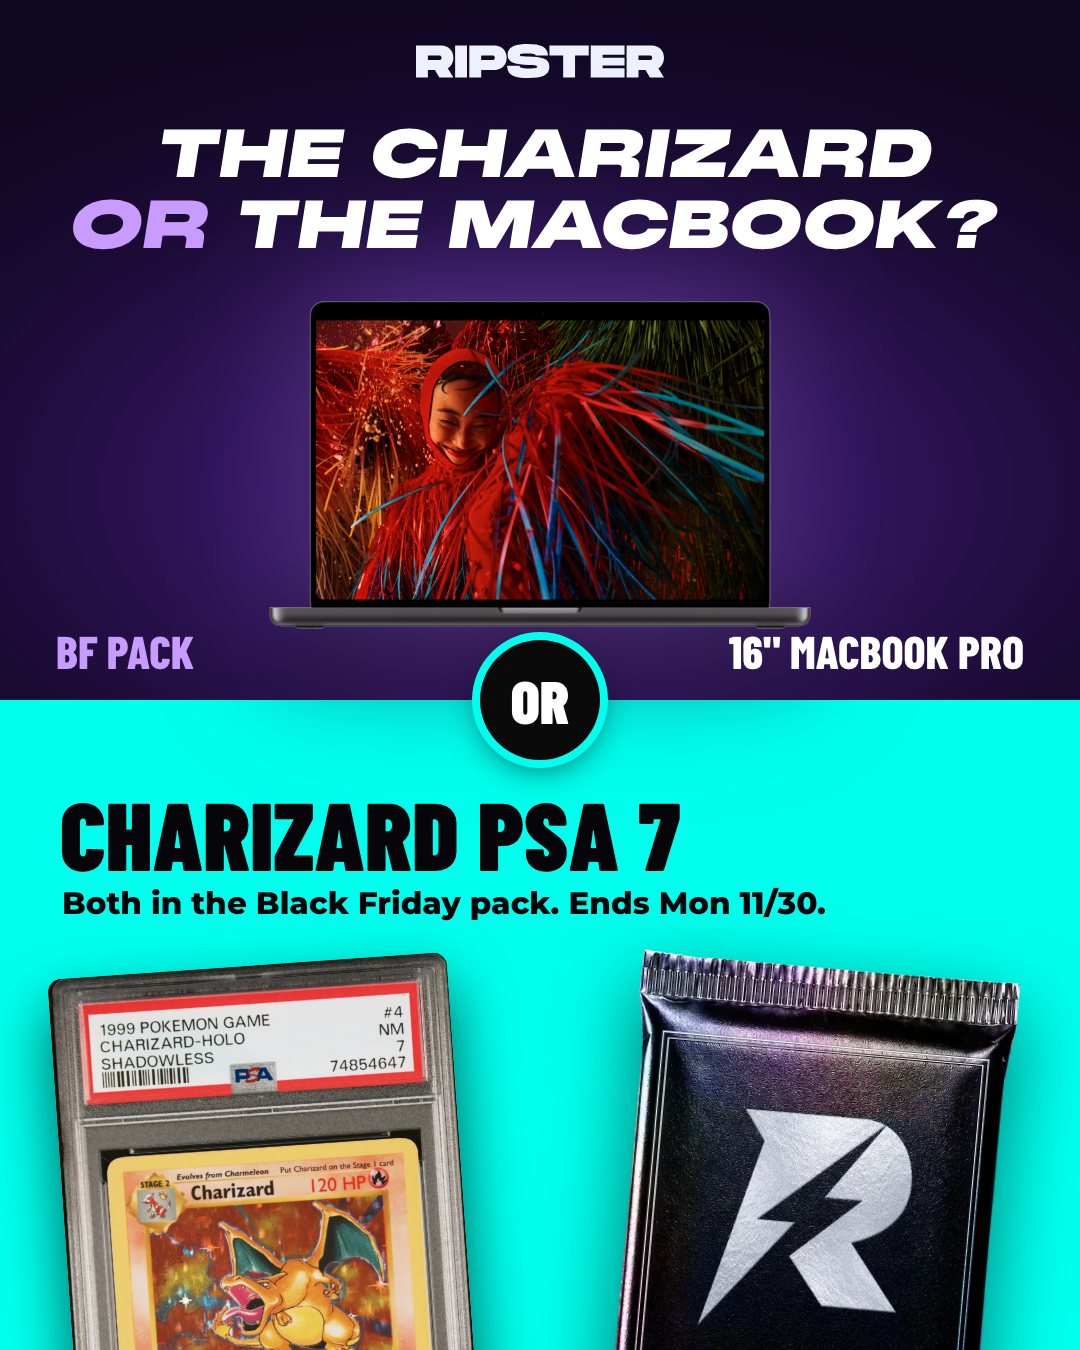 RIPSTER
THE CHARIZARD
OR THE MACBOOK?
BF PACK
16" MACBOOK PRO
OR
CHARIZARD PSA 7
Both in the Black Friday pack. Ends Mon 11/30.
1999 POKEMON GAME #4
CHARIZARD-HOLO NM
SHADOWLESS 7
PSA 74854647
STAGE 2 Evolves from Charmeleon Put Charizard on the Stage 1 card
Charizard 120 HP
R